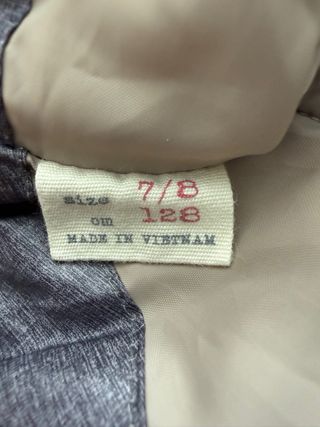 size 7/8
cm 128
MADE IN VIETNAM